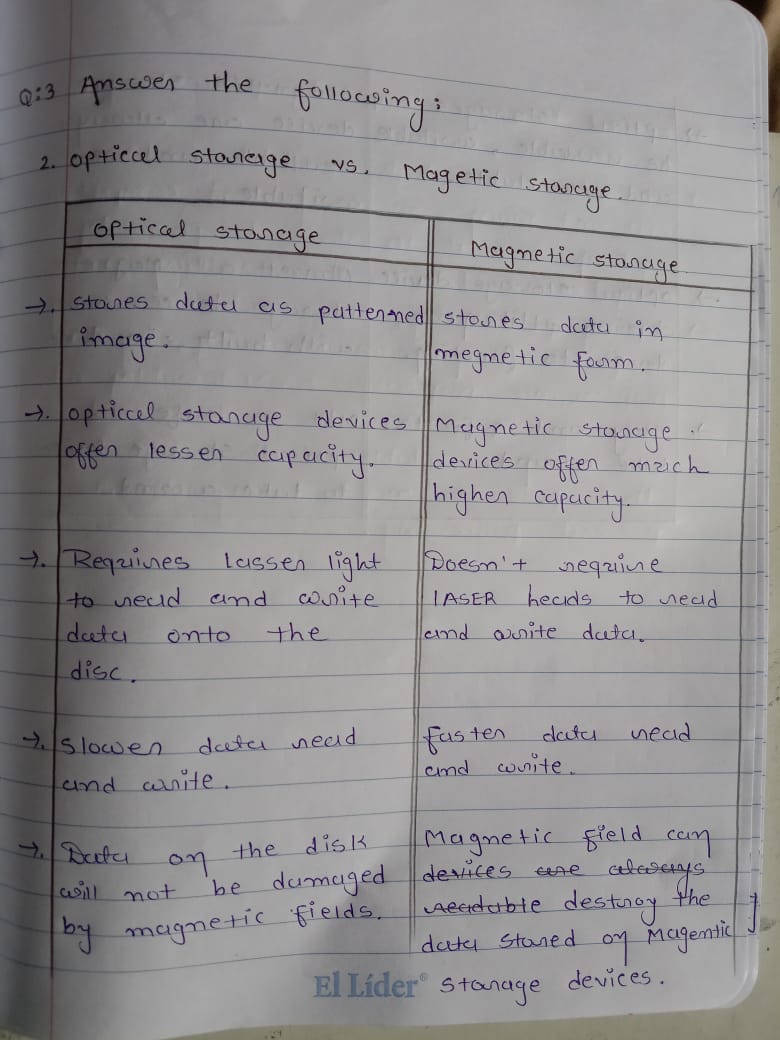 Q:3 Answer the following:
2. optical storage vs. Magetic storage.
optical storage
Magnetic storage
→. stores data as patterned image.
stores data in megnetic form.
→. optical storage devices offer lesser capacity.
Magnetic storage devices offer much higher capacity.
→. Requires lasser light to read and write data onto the disc.
Doesn't require lASER heads to read and write data.
→. slower data read and write.
faster data read and write.
→. Data on the disk will not be damaged by magnetic fields.
Magnetic field can devices are always readable destroy the data stored on Magentic storage devices.
El Líder®